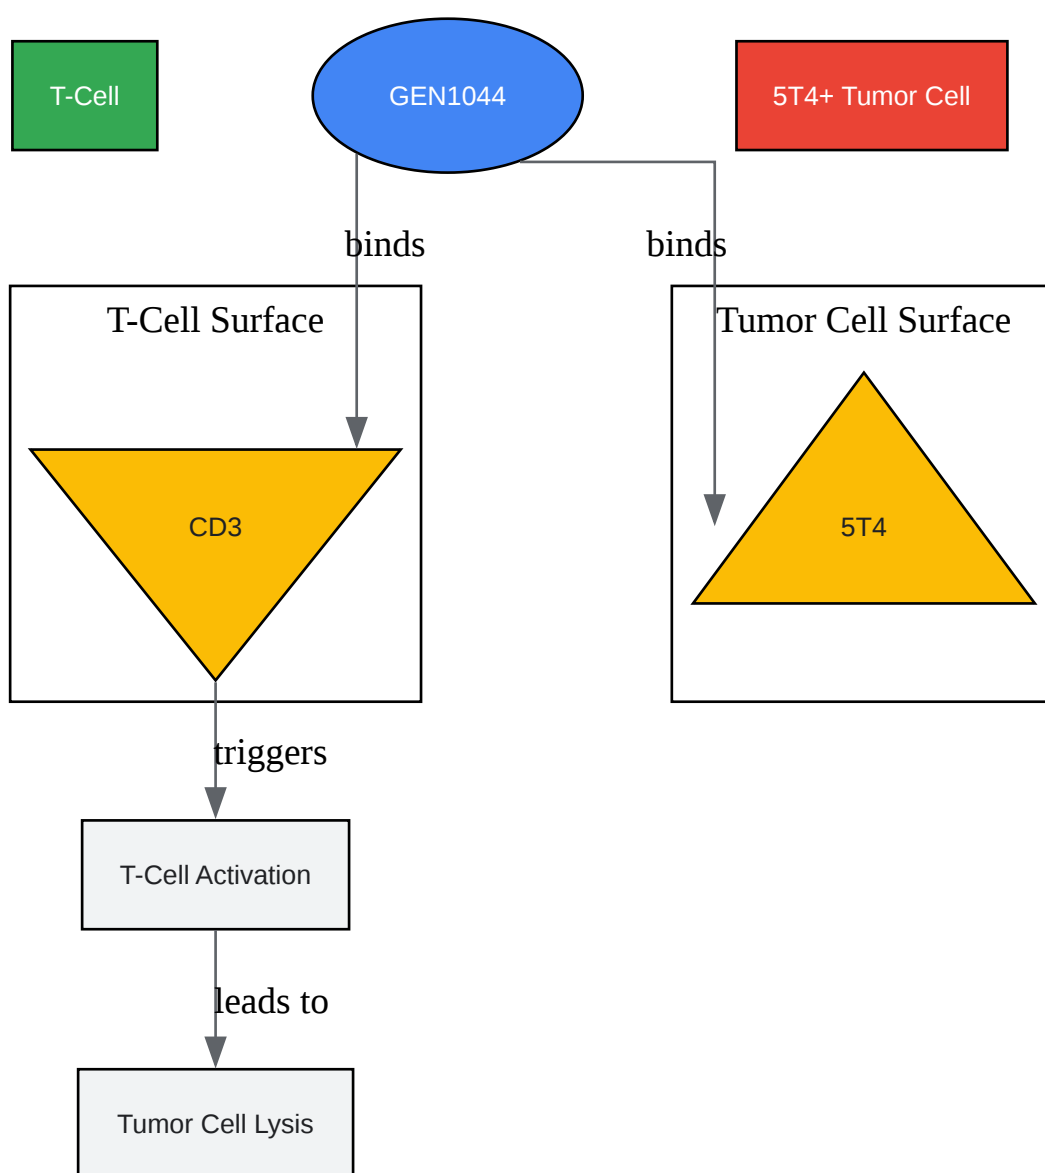 T-Cell
GEN1044
5T4+ Tumor Cell
binds
binds
T-Cell Surface
Tumor Cell Surface
CD3
5T4
triggers
T-Cell Activation
leads to
Tumor Cell Lysis